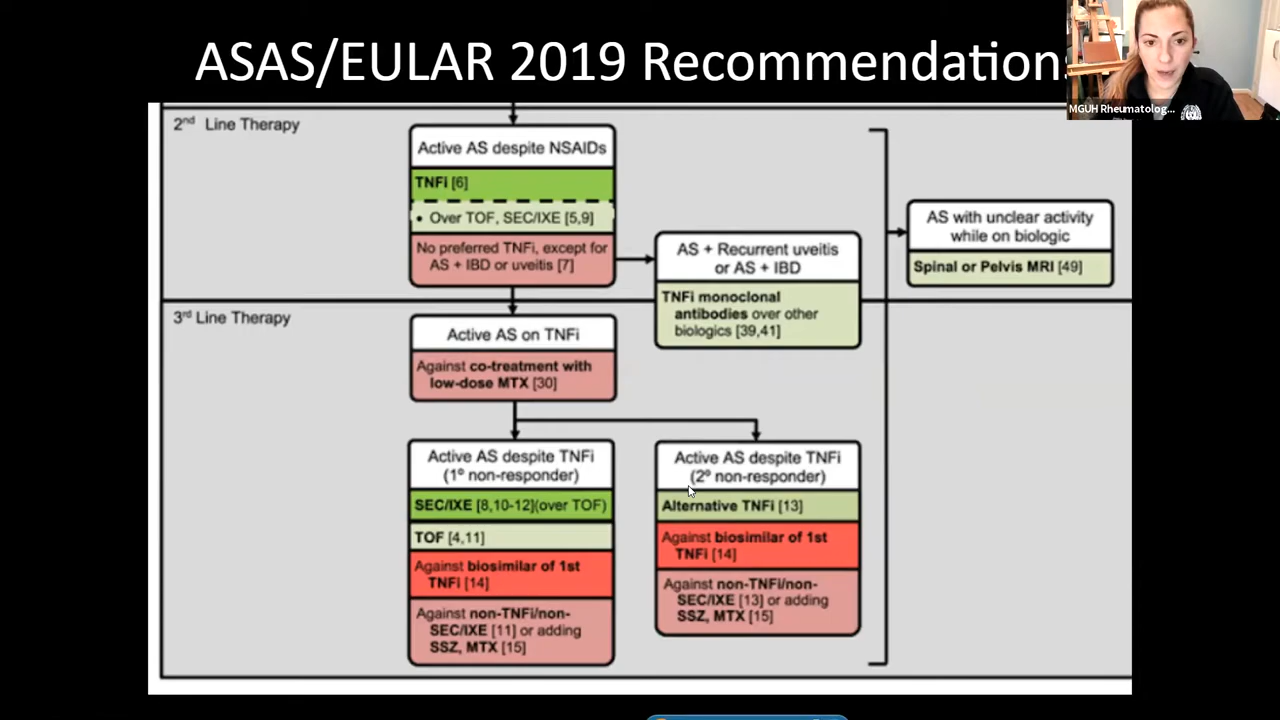 ASAS/EULAR 2019 Recommendations
MGUH Rheumatolog...
2nd Line Therapy
Active AS despite NSAIDs
TNFi [6]
• Over TOF, SEC/IXE [5,9]
No preferred TNFi, except for
AS + IBD or uveitis [7]
AS + Recurrent uveitis
or AS + IBD
TNFi monoclonal
antibodies over other
biologics [39,41]
AS with unclear activity
while on biologic
Spinal or Pelvis MRI [49]
3rd Line Therapy
Active AS on TNFi
Against co-treatment with
low-dose MTX [30]
Active AS despite TNFi
(1º non-responder)
SEC/IXE [8,10-12](over TOF)
TOF [4,11]
Against biosimilar of 1st
TNFi [14]
Against non-TNFi/non-
SEC/IXE [11] or adding
SSZ, MTX [15]
Active AS despite TNFi
(2º non-responder)
Alternative TNFi [13]
Against biosimilar of 1st
TNFi [14]
Against non-TNFi/non-
SEC/IXE [13] or adding
SSZ, MTX [15]